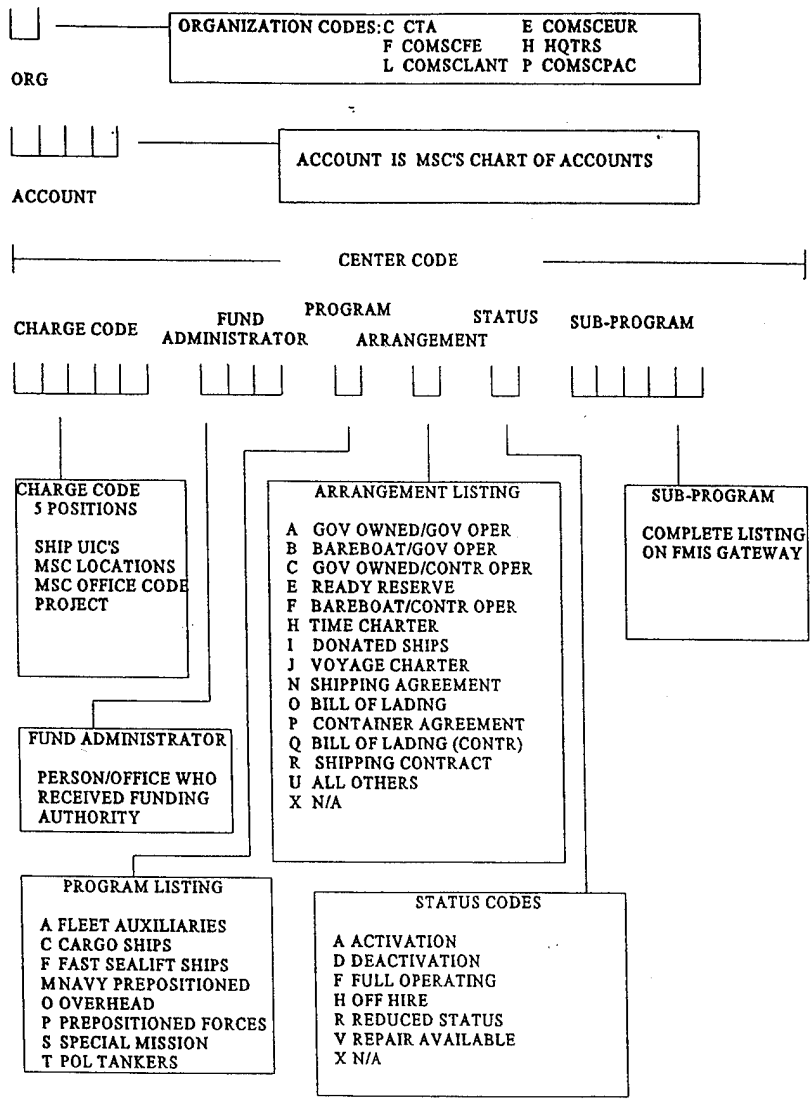 ORGANIZATION CODES: C CTA E COMSCEUR
F COMSCFE H HQTRS
L COMSCLANT P COMSCPAC
ORG
ACCOUNT IS MSC'S CHART OF ACCOUNTS
ACCOUNT
CENTER CODE
CHARGE CODE
FUND
ADMINISTRATOR
PROGRAM
ARRANGEMENT
STATUS
SUB-PROGRAM
CHARGE CODE
5 POSITIONS
SHIP UIC'S
MSC LOCATIONS
MSC OFFICE CODE
PROJECT
ARRANGEMENT LISTING
A GOV OWNED/GOV OPER
B BAREBOAT/GOV OPER
C GOV OWNED/CONTR OPER
E READY RESERVE
F BAREBOAT/CONTR OPER
H TIME CHARTER
I DONATED SHIPS
J VOYAGE CHARTER
N SHIPPING AGREEMENT
O BILL OF LADING
P CONTAINER AGREEMENT
Q BILL OF LADING (CONTR)
R SHIPPING CONTRACT
U ALL OTHERS
X N/A
SUB-PROGRAM
COMPLETE LISTING
ON FMIS GATEWAY
FUND ADMINISTRATOR
PERSON/OFFICE WHO
RECEIVED FUNDING
AUTHORITY
PROGRAM LISTING
A FLEET AUXILIARIES
C CARGO SHIPS
F FAST SEALIFT SHIPS
M NAVY PREPOSITIONED
O OVERHEAD
P PREPOSITIONED FORCES
S SPECIAL MISSION
T POL TANKERS
STATUS CODES
A ACTIVATION
D DEACTIVATION
F FULL OPERATING
H OFF HIRE
R REDUCED STATUS
V REPAIR AVAILABLE
X N/A